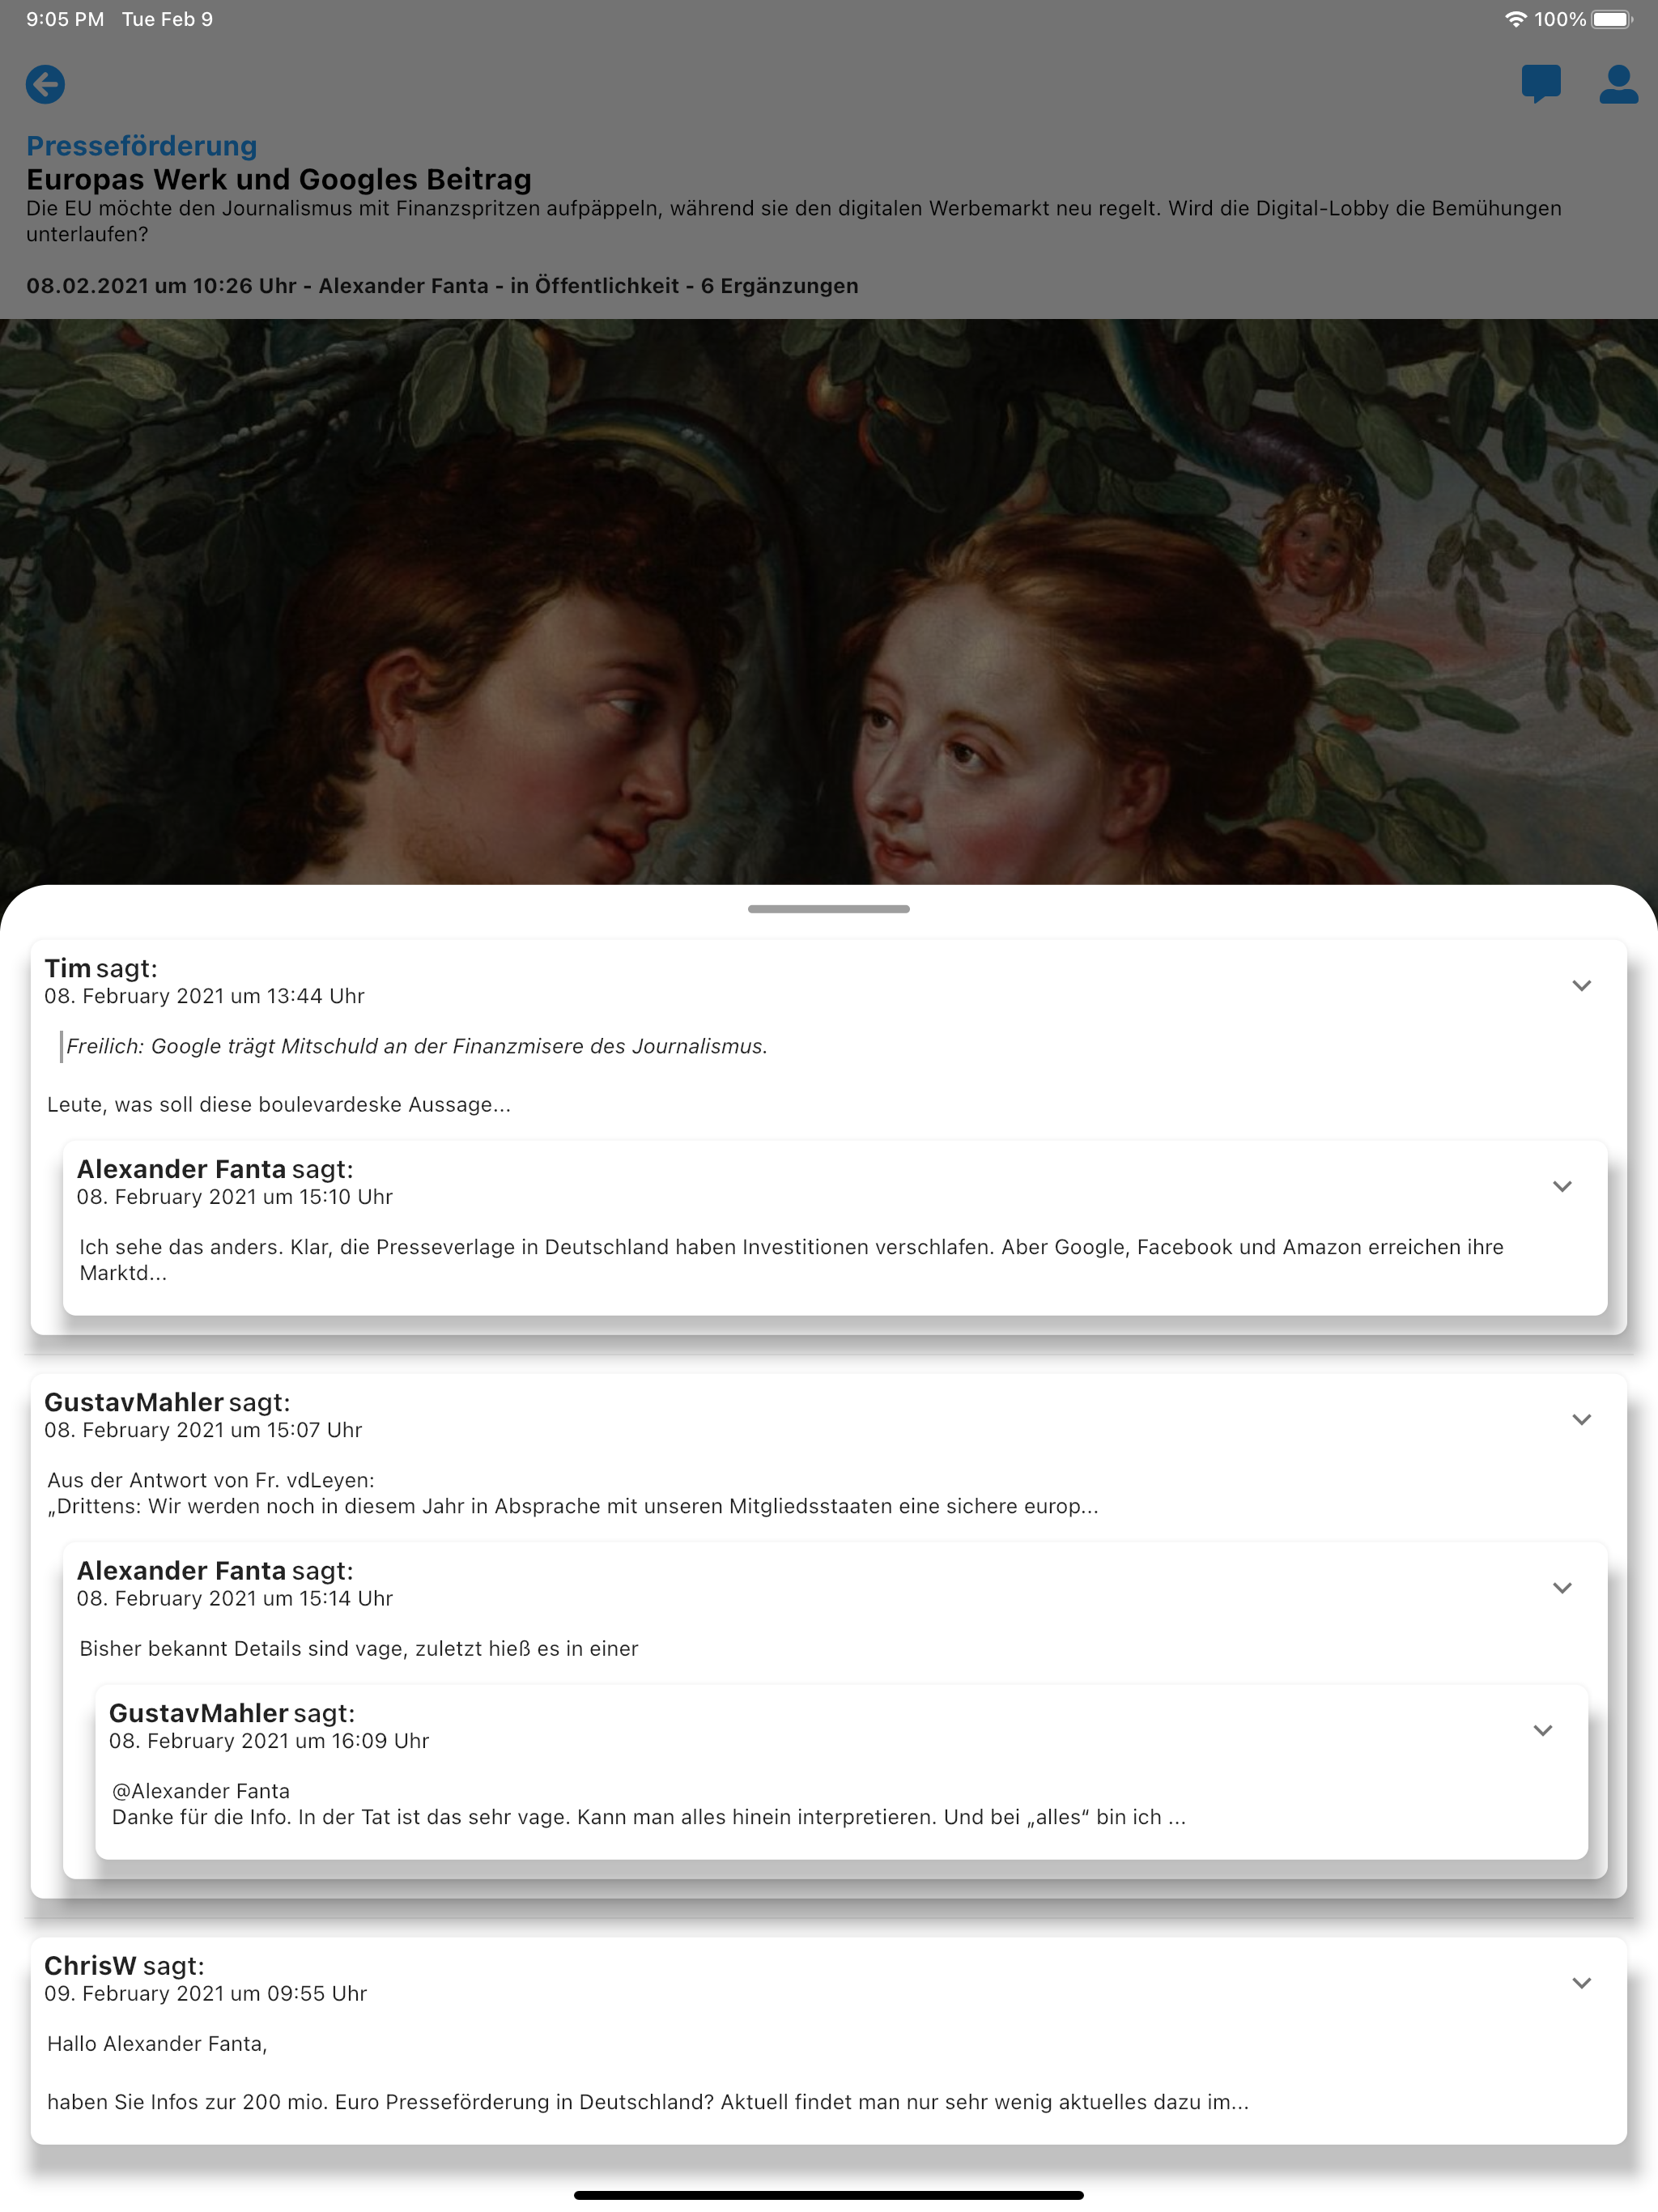 9:05 PM Tue Feb 9
100%
Presseförderung
Europas Werk und Googles Beitrag
Die EU möchte den Journalismus mit Finanzspritzen aufpäppeln, während sie den digitalen Werbemarkt neu regelt. Wird die Digital-Lobby die Bemühungen
unterlaufen?
08.02.2021 um 10:26 Uhr - Alexander Fanta - in Öffentlichkeit - 6 Ergänzungen
Tim sagt:
08. February 2021 um 13:44 Uhr
Freilich: Google trägt Mitschuld an der Finanzmisere des Journalismus.
Leute, was soll diese boulevardeske Aussage...
Alexander Fanta sagt:
08. February 2021 um 15:10 Uhr
Ich sehe das anders. Klar, die Presseverlage in Deutschland haben Investitionen verschlafen. Aber Google, Facebook und Amazon erreichen ihre
Marktd...
GustavMahler sagt:
08. February 2021 um 15:07 Uhr
Aus der Antwort von Fr. vdLeyen:
„Drittens: Wir werden noch in diesem Jahr in Absprache mit unseren Mitgliedsstaaten eine sichere europ...
Alexander Fanta sagt:
08. February 2021 um 15:14 Uhr
Bisher bekannt Details sind vage, zuletzt hieß es in einer
GustavMahler sagt:
08. February 2021 um 16:09 Uhr
@Alexander Fanta
Danke für die Info. In der Tat ist das sehr vage. Kann man alles hinein interpretieren. Und bei „alles“ bin ich ...
ChrisW sagt:
09. February 2021 um 09:55 Uhr
Hallo Alexander Fanta,
haben Sie Infos zur 200 mio. Euro Presseförderung in Deutschland? Aktuell findet man nur sehr wenig aktuelles dazu im...